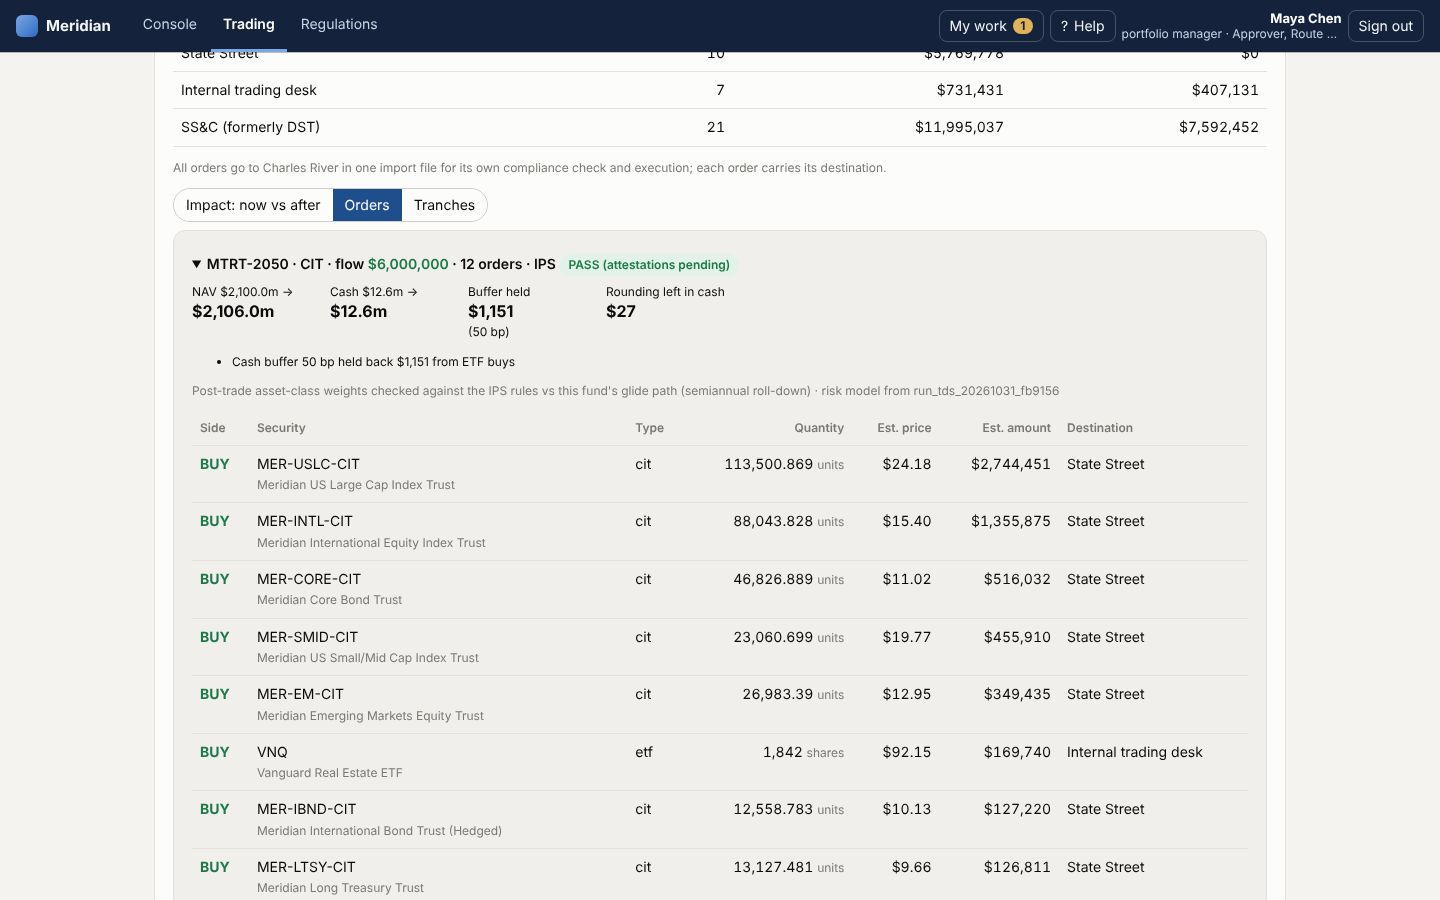 Meridian Console Trading Regulations My work 1 ? Help Maya Chen Sign out
portfolio manager · Approver, Route ...
State Street 10 $5,769,778 $0
Internal trading desk 7 $731,431 $407,131
SS&C (formerly DST) 21 $11,995,037 $7,592,452
All orders go to Charles River in one import file for its own compliance check and execution; each order carries its destination.
Impact: now vs after Orders Tranches
▼ MTRT-2050 · CIT · flow $6,000,000 · 12 orders · IPS PASS (attestations pending)
NAV $2,100.0m → Cash $12.6m → Buffer held Rounding left in cash
$2,106.0m $12.6m $1,151 $27
(50 bp)
• Cash buffer 50 bp held back $1,151 from ETF buys
Post-trade asset-class weights checked against the IPS rules vs this fund's glide path (semiannual roll-down) · risk model from run_tds_20261031_fb9156
Side Security Type Quantity Est. price Est. amount Destination
BUY MER-USLC-CIT cit 113,500.869 units $24.18 $2,744,451 State Street
Meridian US Large Cap Index Trust
BUY MER-INTL-CIT cit 88,043.828 units $15.40 $1,355,875 State Street
Meridian International Equity Index Trust
BUY MER-CORE-CIT cit 46,826.889 units $11.02 $516,032 State Street
Meridian Core Bond Trust
BUY MER-SMID-CIT cit 23,060.699 units $19.77 $455,910 State Street
Meridian US Small/Mid Cap Index Trust
BUY MER-EM-CIT cit 26,983.39 units $12.95 $349,435 State Street
Meridian Emerging Markets Equity Trust
BUY VNQ etf 1,842 shares $92.15 $169,740 Internal trading desk
Vanguard Real Estate ETF
BUY MER-IBND-CIT cit 12,558.783 units $10.13 $127,220 State Street
Meridian International Bond Trust (Hedged)
BUY MER-LTSY-CIT cit 13,127.481 units $9.66 $126,811 State Street
Meridian Long Treasury Trust